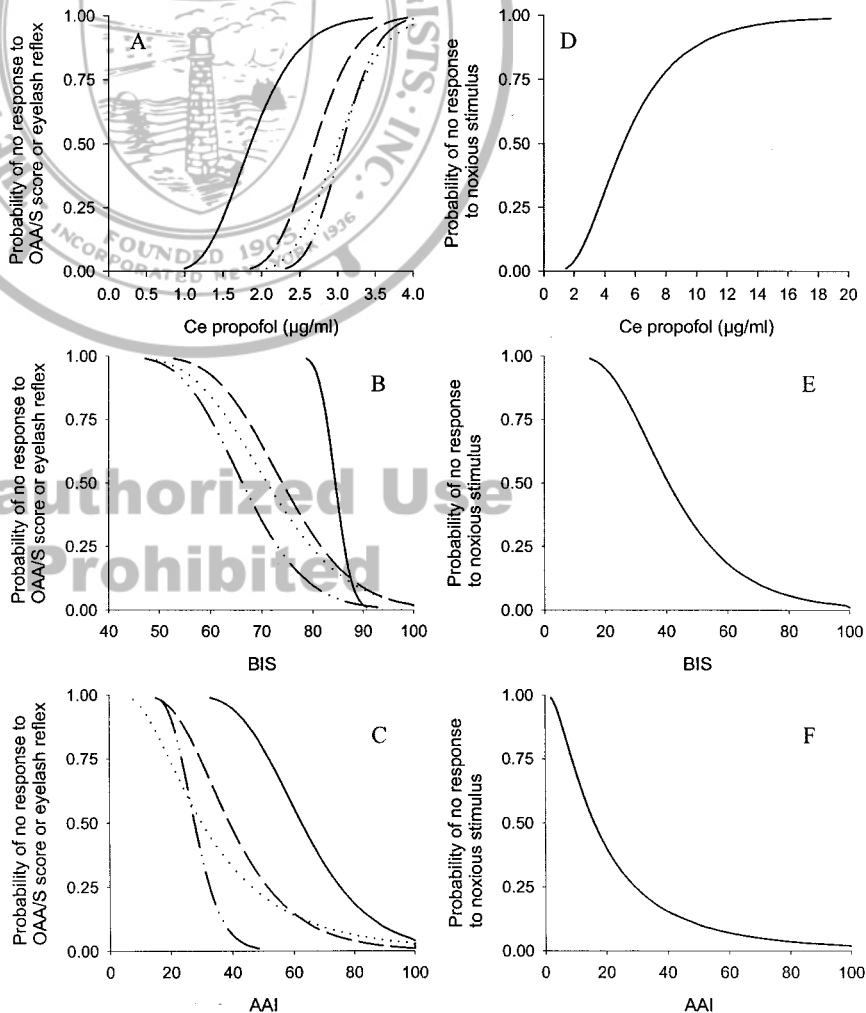 A
Probability of no response to
OAA/S score or eyelash reflex
1.00
0.75
0.50
0.25
0.00
0.0 0.5 1.0 1.5 2.0 2.5 3.0 3.5 4.0
Ce propofol (µg/ml)
D
Probability of no response
to noxious stimulus
1.00
0.75
0.50
0.25
0.00
0 2 4 6 8 10 12 14 16 18 20
Ce propofol (µg/ml)
B
Probability of no response to
OAA/S score or eyelash reflex
1.00
0.75
0.50
0.25
0.00
40 50 60 70 80 90 100
BIS
E
Probability of no response
to noxious stimulus
1.00
0.75
0.50
0.25
0.00
0 20 40 60 80 100
BIS
C
Probability of no response to
OAA/S score or eyelash reflex
1.00
0.75
0.50
0.25
0.00
0 20 40 60 80 100
AAI
F
Probability of no response
to noxious stimulus
1.00
0.75
0.50
0.25
0.00
0 20 40 60 80 100
AAI
FOUNDED 1905
INCORPORATED NEW YORK 1936
ISTS, INC.
authorized Use
Prohibited